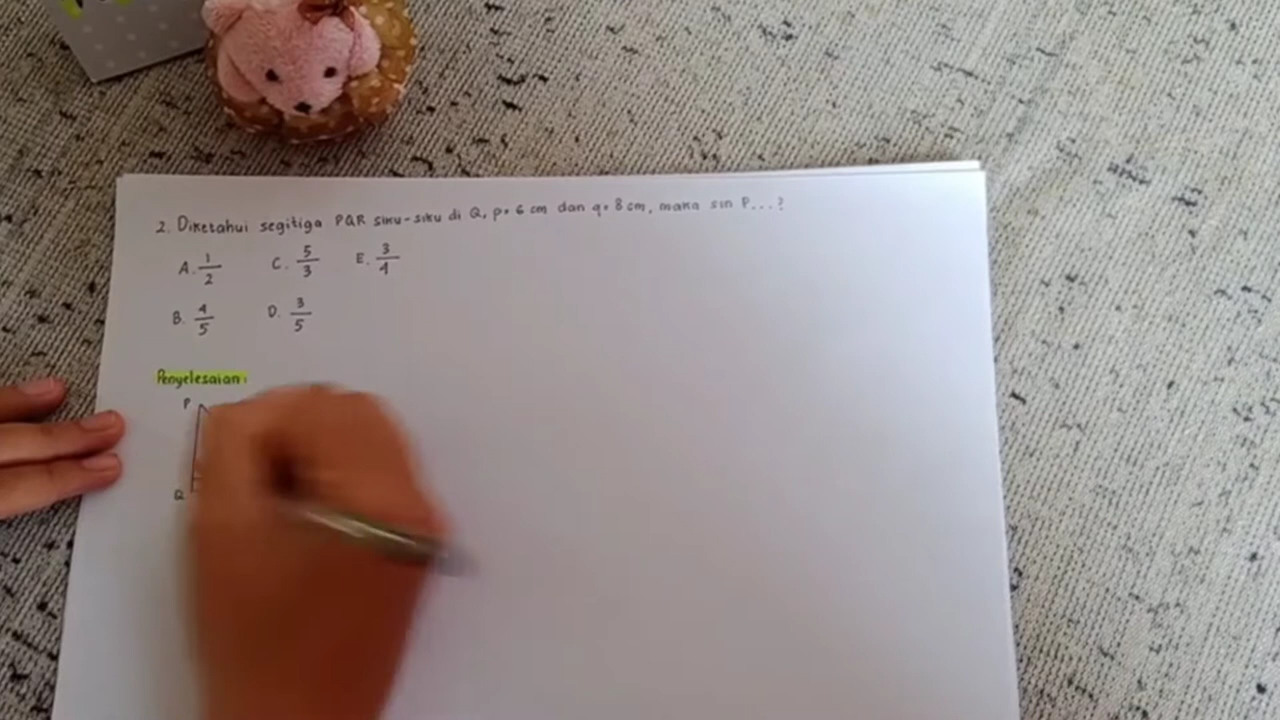 2. Diketahui segitiga PQR siku-siku di Q, p= 6 cm dan q= 8 cm, maka sin P...?
A. 1/2 C. 5/3 E. 3/4
B. 4/5 D. 3/5
Penyelesaian:
P
Q